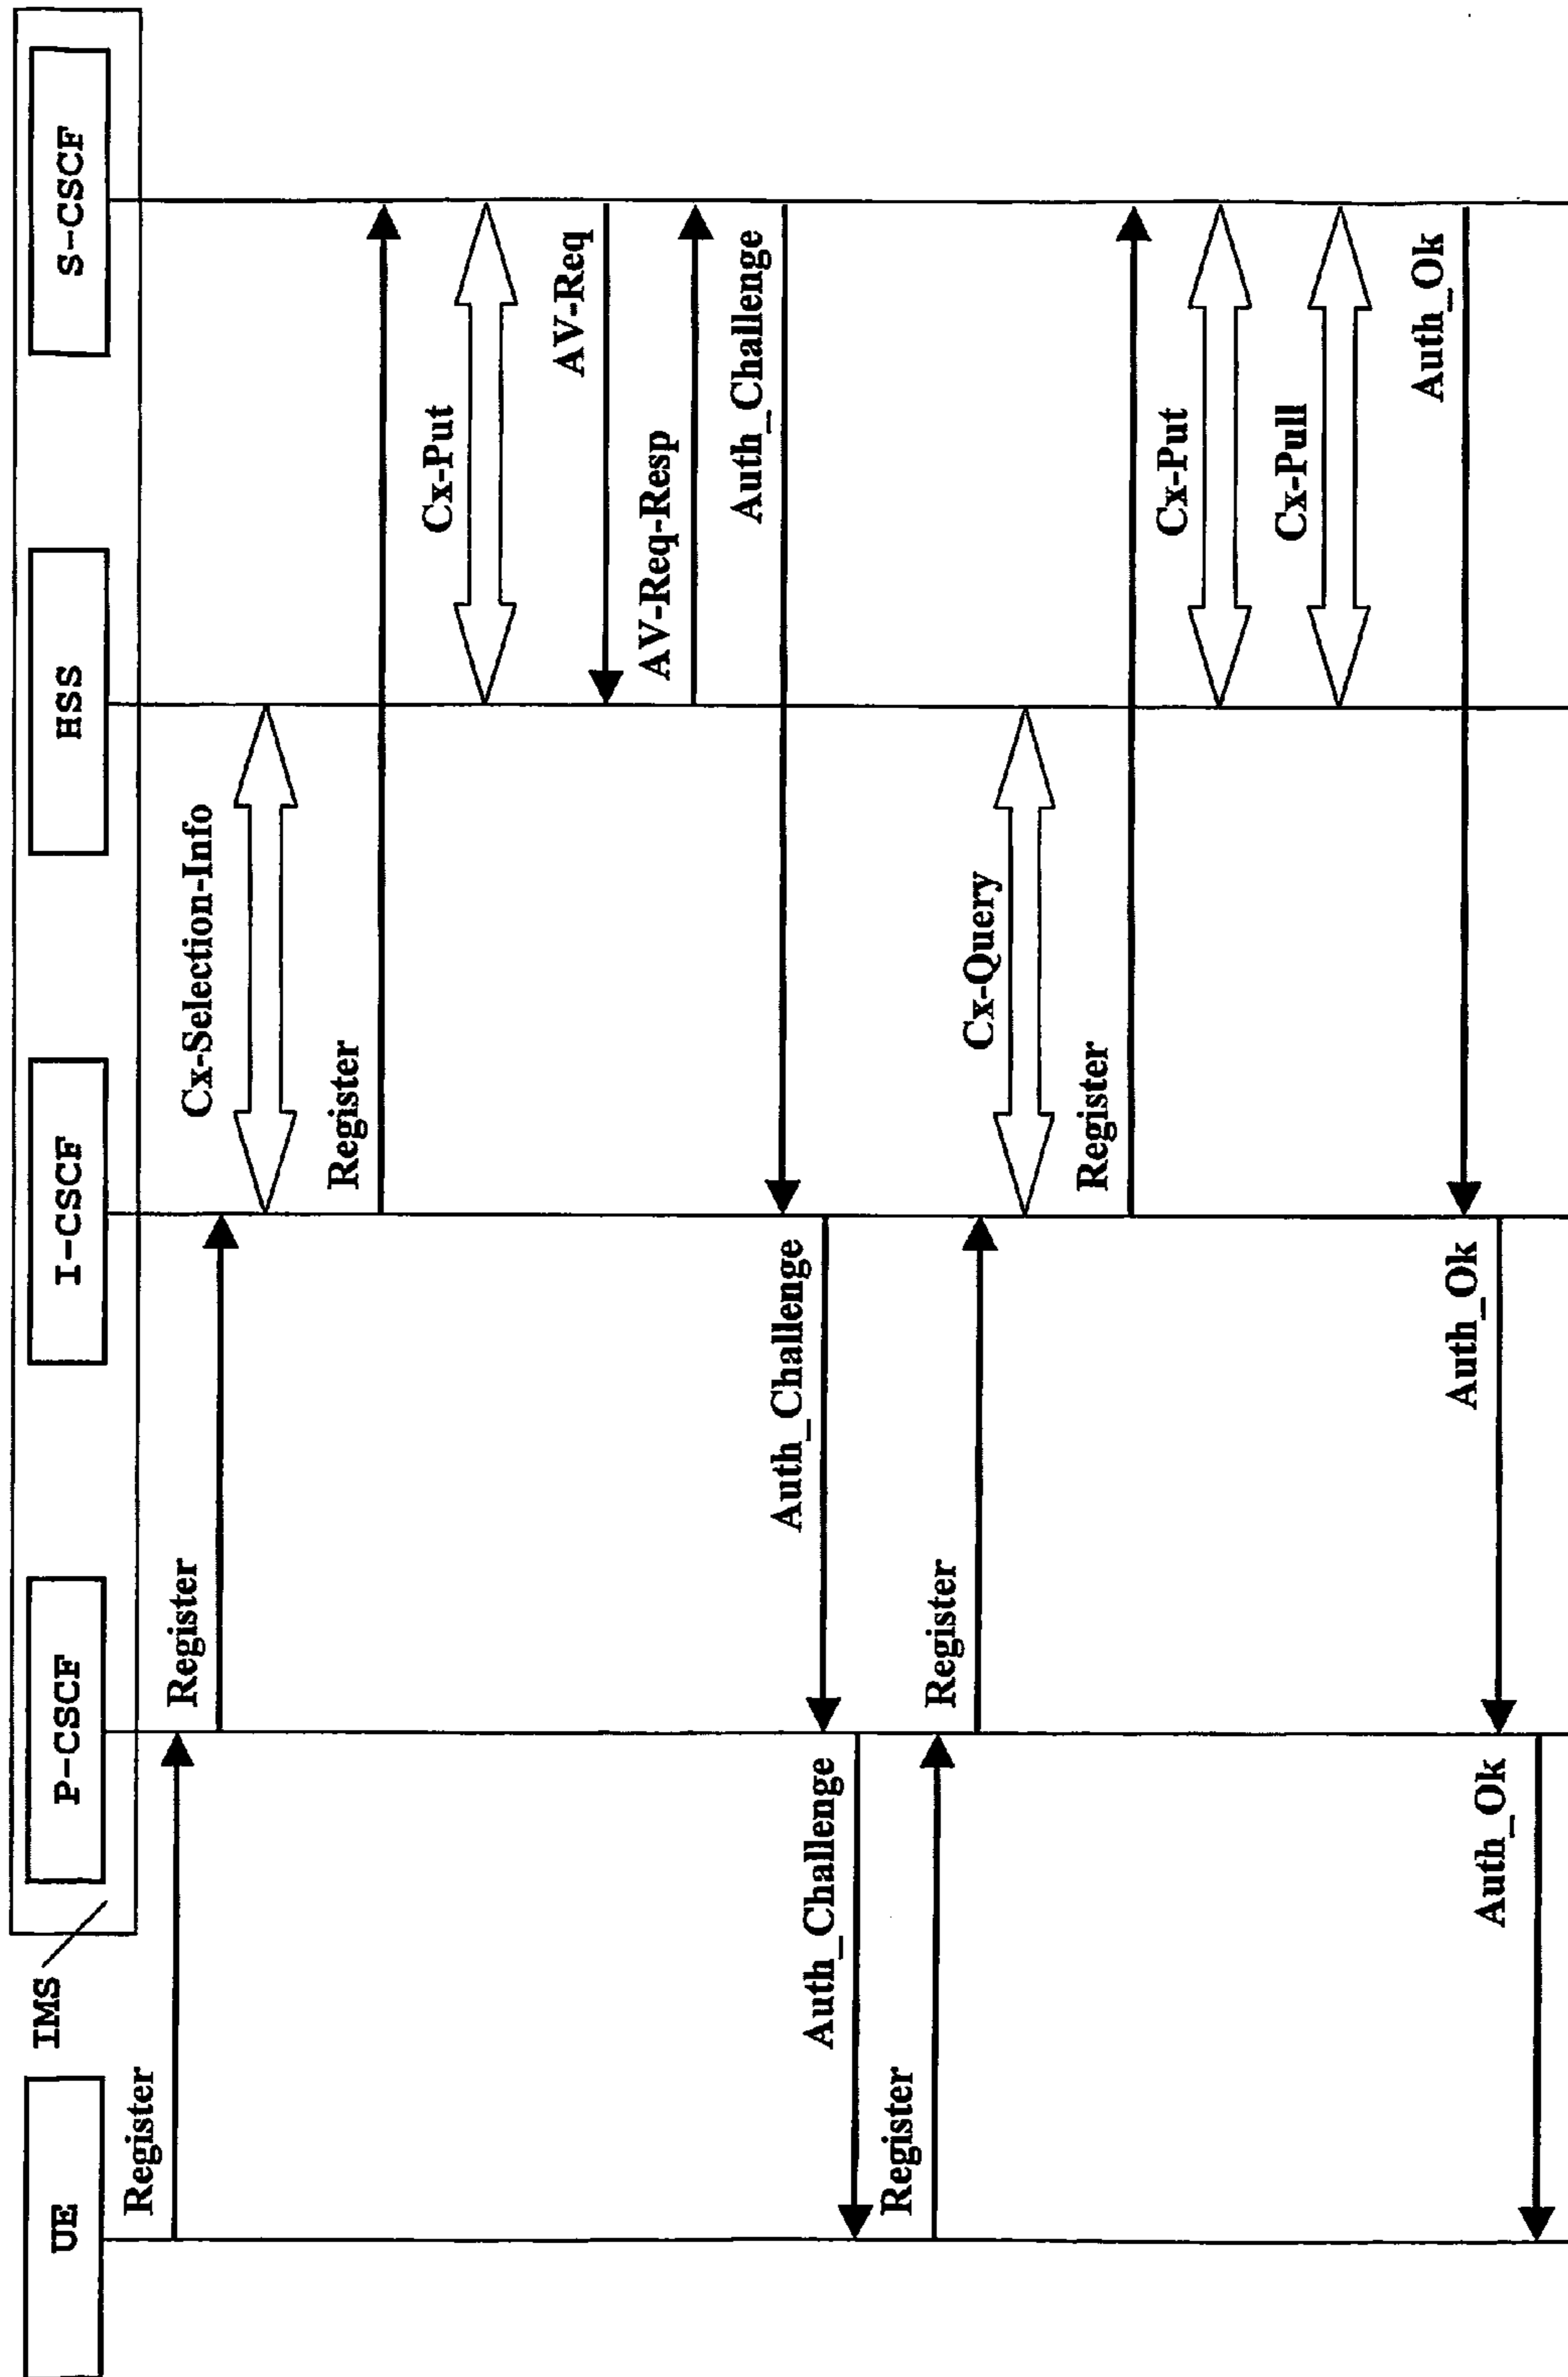 UE
IMS
P-CSCF
I-CSCF
HSS
S-CSCF
Register
Register
Cx-Selection-Info
Register
Cx-Put
AV-Req
AV-Req-Resp
Auth_Challenge
Auth_Challenge
Auth_Challenge
Register
Register
Cx-Query
Register
Cx-Put
Cx-Pull
Auth_Ok
Auth_Ok
Auth_Ok